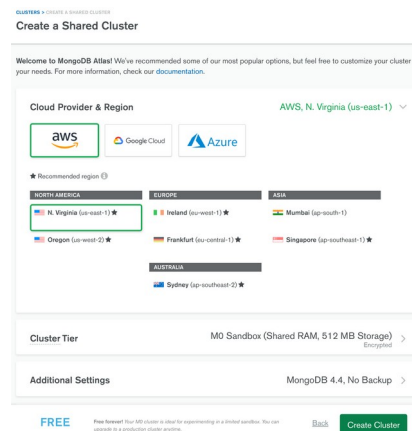 CLUSTERS > CREATE A SHARED CLUSTER
Create a Shared Cluster
Welcome to MongoDB Atlas! We've recommended some of our most popular options, but feel free to customize your cluster
your needs. For more information, check our documentation.
Cloud Provider & Region
AWS, N. Virginia (us-east-1)
aws
Google Cloud
Azure
★ Recommended region
NORTH AMERICA
EUROPE
ASIA
N. Virginia (us-east-1) ★
Ireland (eu-west-1) ★
Mumbai (ap-south-1)
Oregon (us-west-2) ★
Frankfurt (eu-central-1) ★
Singapore (ap-southeast-1) ★
AUSTRALIA
Sydney (ap-southeast-2) ★
Cluster Tier
M0 Sandbox (Shared RAM, 512 MB Storage)
Encrypted
Additional Settings
MongoDB 4.4, No Backup
FREE
Free forever! Your M0 cluster is ideal for experimenting in a limited sandbox. You can
upgrade to a production cluster anytime.
Back
Create Cluster